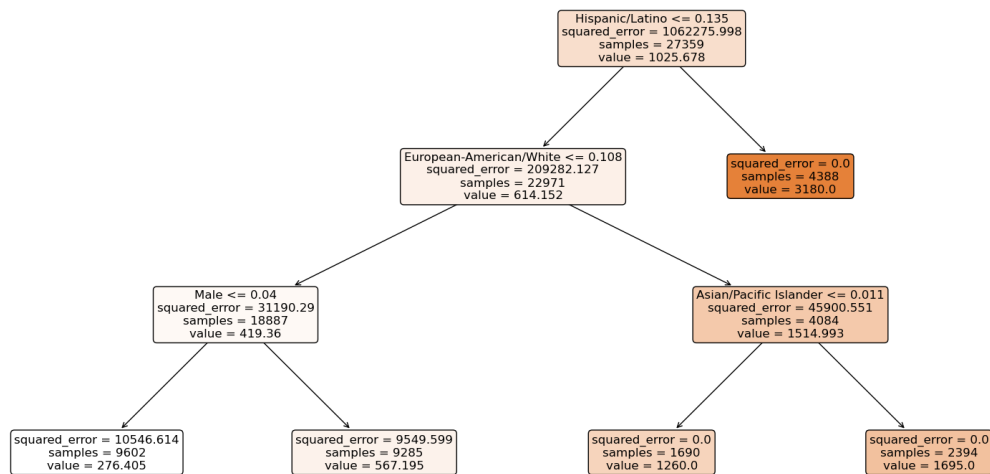 Hispanic/Latino <= 0.135
squared_error = 1062275.998
samples = 27359
value = 1025.678
European-American/White <= 0.108
squared_error = 209282.127
samples = 22971
value = 614.152
squared_error = 0.0
samples = 4388
value = 3180.0
Male <= 0.04
squared_error = 31190.29
samples = 18887
value = 419.36
Asian/Pacific Islander <= 0.011
squared_error = 45900.551
samples = 4084
value = 1514.993
squared_error = 10546.614
samples = 9602
value = 276.405
squared_error = 9549.599
samples = 9285
value = 567.195
squared_error = 0.0
samples = 1690
value = 1260.0
squared_error = 0.0
samples = 2394
value = 1695.0